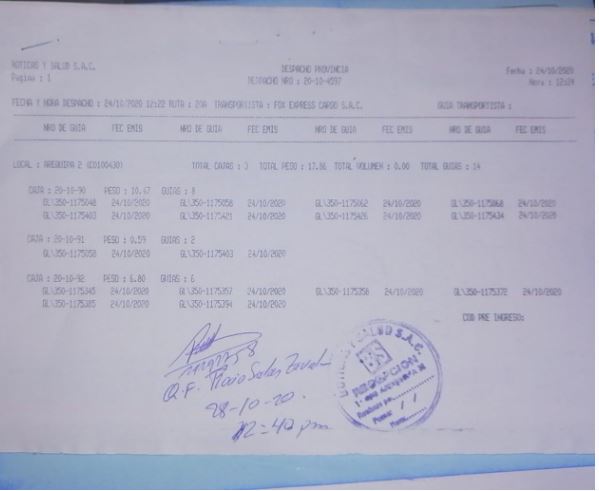 BOTICAS Y SALUD S.A.C. DESPACHO PROVINCIA Fecha : 24/10/2020
Pagina : 1 DESPACHO NRO : 20-10-4597 Hora : 12:24
FECHA Y HORA DESPACHO : 24/10/2020 12:22 RUTA : 20A TRANSPORTISTA : FOX EXPRESS CARGO S.A.C. GUIA TRANSPORTISTA :
NRO DE GUIA FEC EMIS NRO DE GUIA FEC EMIS NRO DE GUIA FEC EMIS NRO DE GUIA FEC EMIS
LOCAL : AREQUIPA 2 (C0100430) TOTAL CAJAS : 3 TOTAL PESO : 17.86 TOTAL VOLUMEN : 0.00 TOTAL GUIAS : 14
CAJA : 20-10-90 PESO : 10.67 GUIAS : 8
GL\350-1175048 24/10/2020 GL\350-1175058 24/10/2020 GL\350-1175062 24/10/2020 GL\350-1175068 24/10/2020
GL\350-1175403 24/10/2020 GL\350-1175421 24/10/2020 GL\350-1175426 24/10/2020 GL\350-1175434 24/10/2020
CAJA : 20-10-91 PESO : 0.59 GUIAS : 2
GL\350-1175058 24/10/2020 GL\350-1175403 24/10/2020
CAJA : 20-10-92 PESO : 6.80 GUIAS : 6
GL\350-1175345 24/10/2020 GL\350-1175357 24/10/2020 GL\350-1175358 24/10/2020 GL\350-1175372 24/10/2020
GL\350-1175385 24/10/2020 GL\350-1175394 24/10/2020
COD PRE INGRESO:
Q.F. Salas
28-10-20.
12=40 pm
BOTICAS Y SALUD S.A.C.
BS
RECEPCION